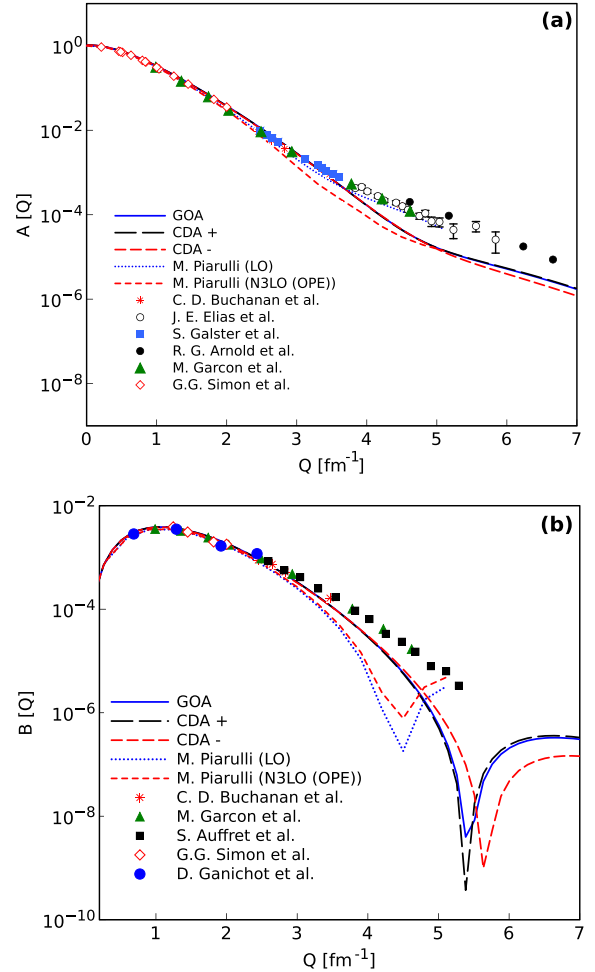 (a)
10^0
10^-2
10^-4
10^-6
10^-8
A [Q]
GOA
CDA +
CDA -
M. Piarulli (LO)
M. Piarulli (N3LO (OPE))
C. D. Buchanan et al.
J. E. Elias et al.
S. Galster et al.
R. G. Arnold et al.
M. Garcon et al.
G.G. Simon et al.
0 1 2 3 4 5 6 7
Q [fm^-1]
(b)
10^-2
10^-4
10^-6
10^-8
10^-10
B [Q]
GOA
CDA +
CDA -
M. Piarulli (LO)
M. Piarulli (N3LO (OPE))
C. D. Buchanan et al.
M. Garcon et al.
S. Auffret et al.
G.G. Simon et al.
D. Ganichot et al.
1 2 3 4 5 6 7
Q [fm^-1]